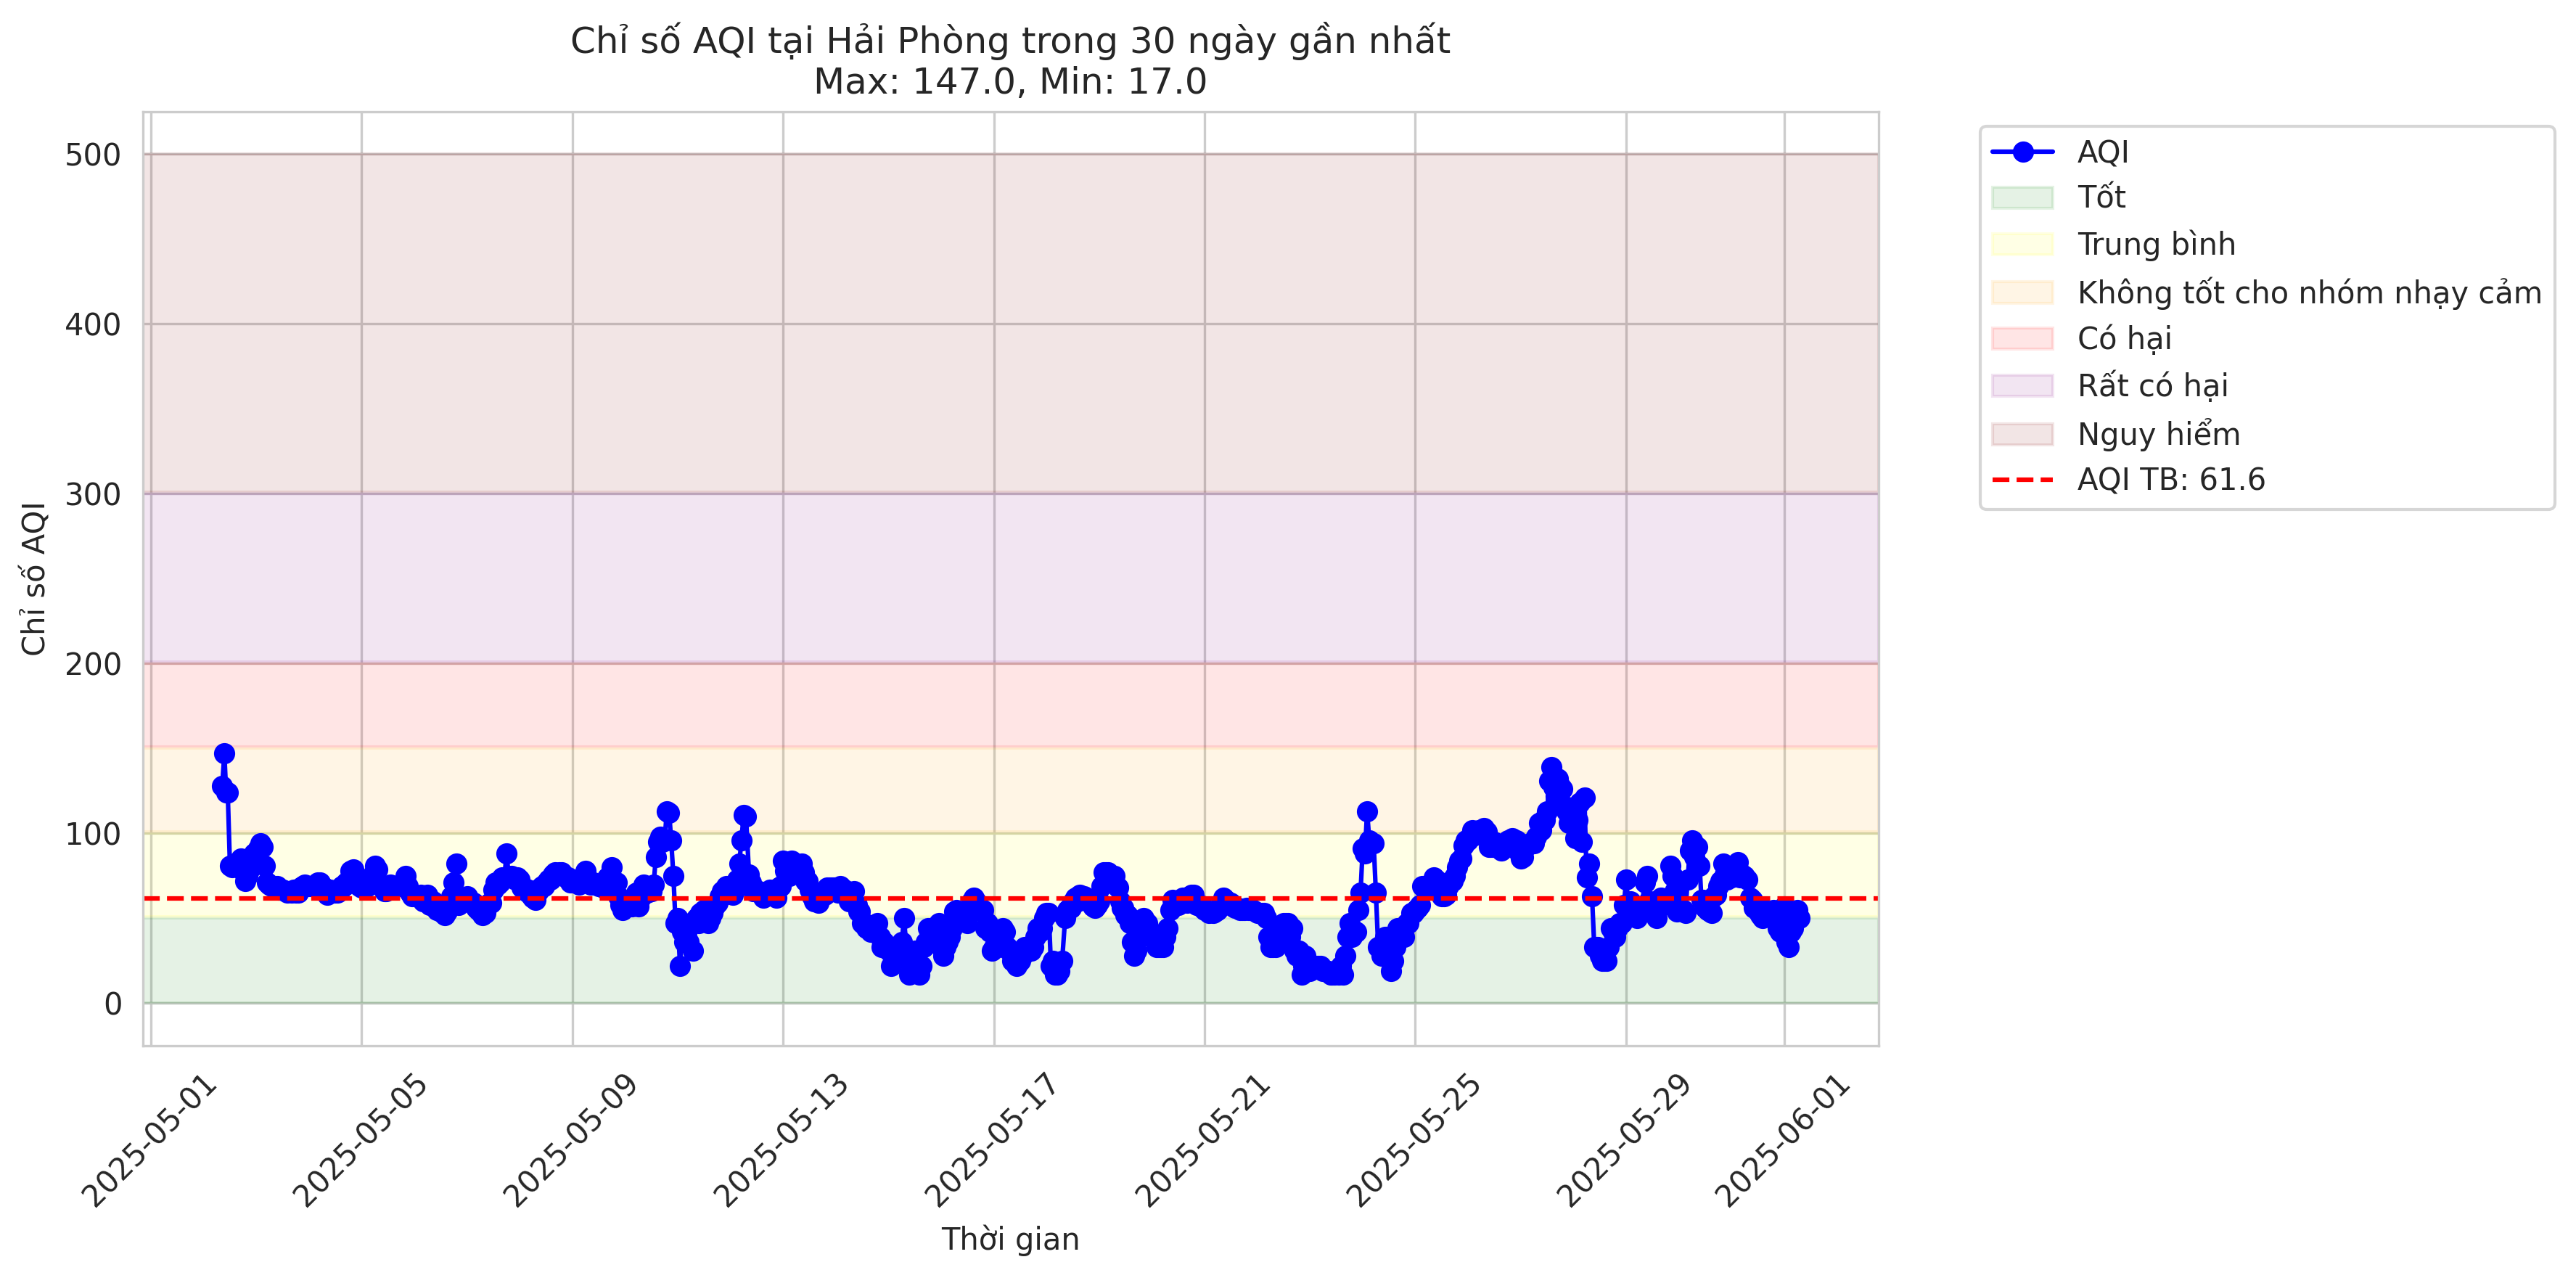 Chỉ số AQI tại Hải Phòng trong 30 ngày gần nhất
Max: 147.0, Min: 17.0
Chỉ số AQI
500
400
300
200
100
0
2025-05-01
2025-05-05
2025-05-09
2025-05-13
2025-05-17
2025-05-21
2025-05-25
2025-05-29
2025-06-01
Thời gian
AQI
Tốt
Trung bình
Không tốt cho nhóm nhạy cảm
Có hại
Rất có hại
Nguy hiểm
AQI TB: 61.6